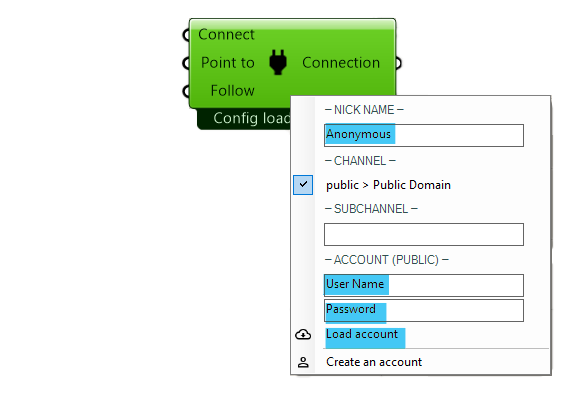 Connect
Point to
Connection
Follow
Config load
– NICK NAME –
Anonymous
– CHANNEL –
public > Public Domain
– SUBCHANNEL –
– ACCOUNT (PUBLIC) –
User Name
Password
Load account
Create an account